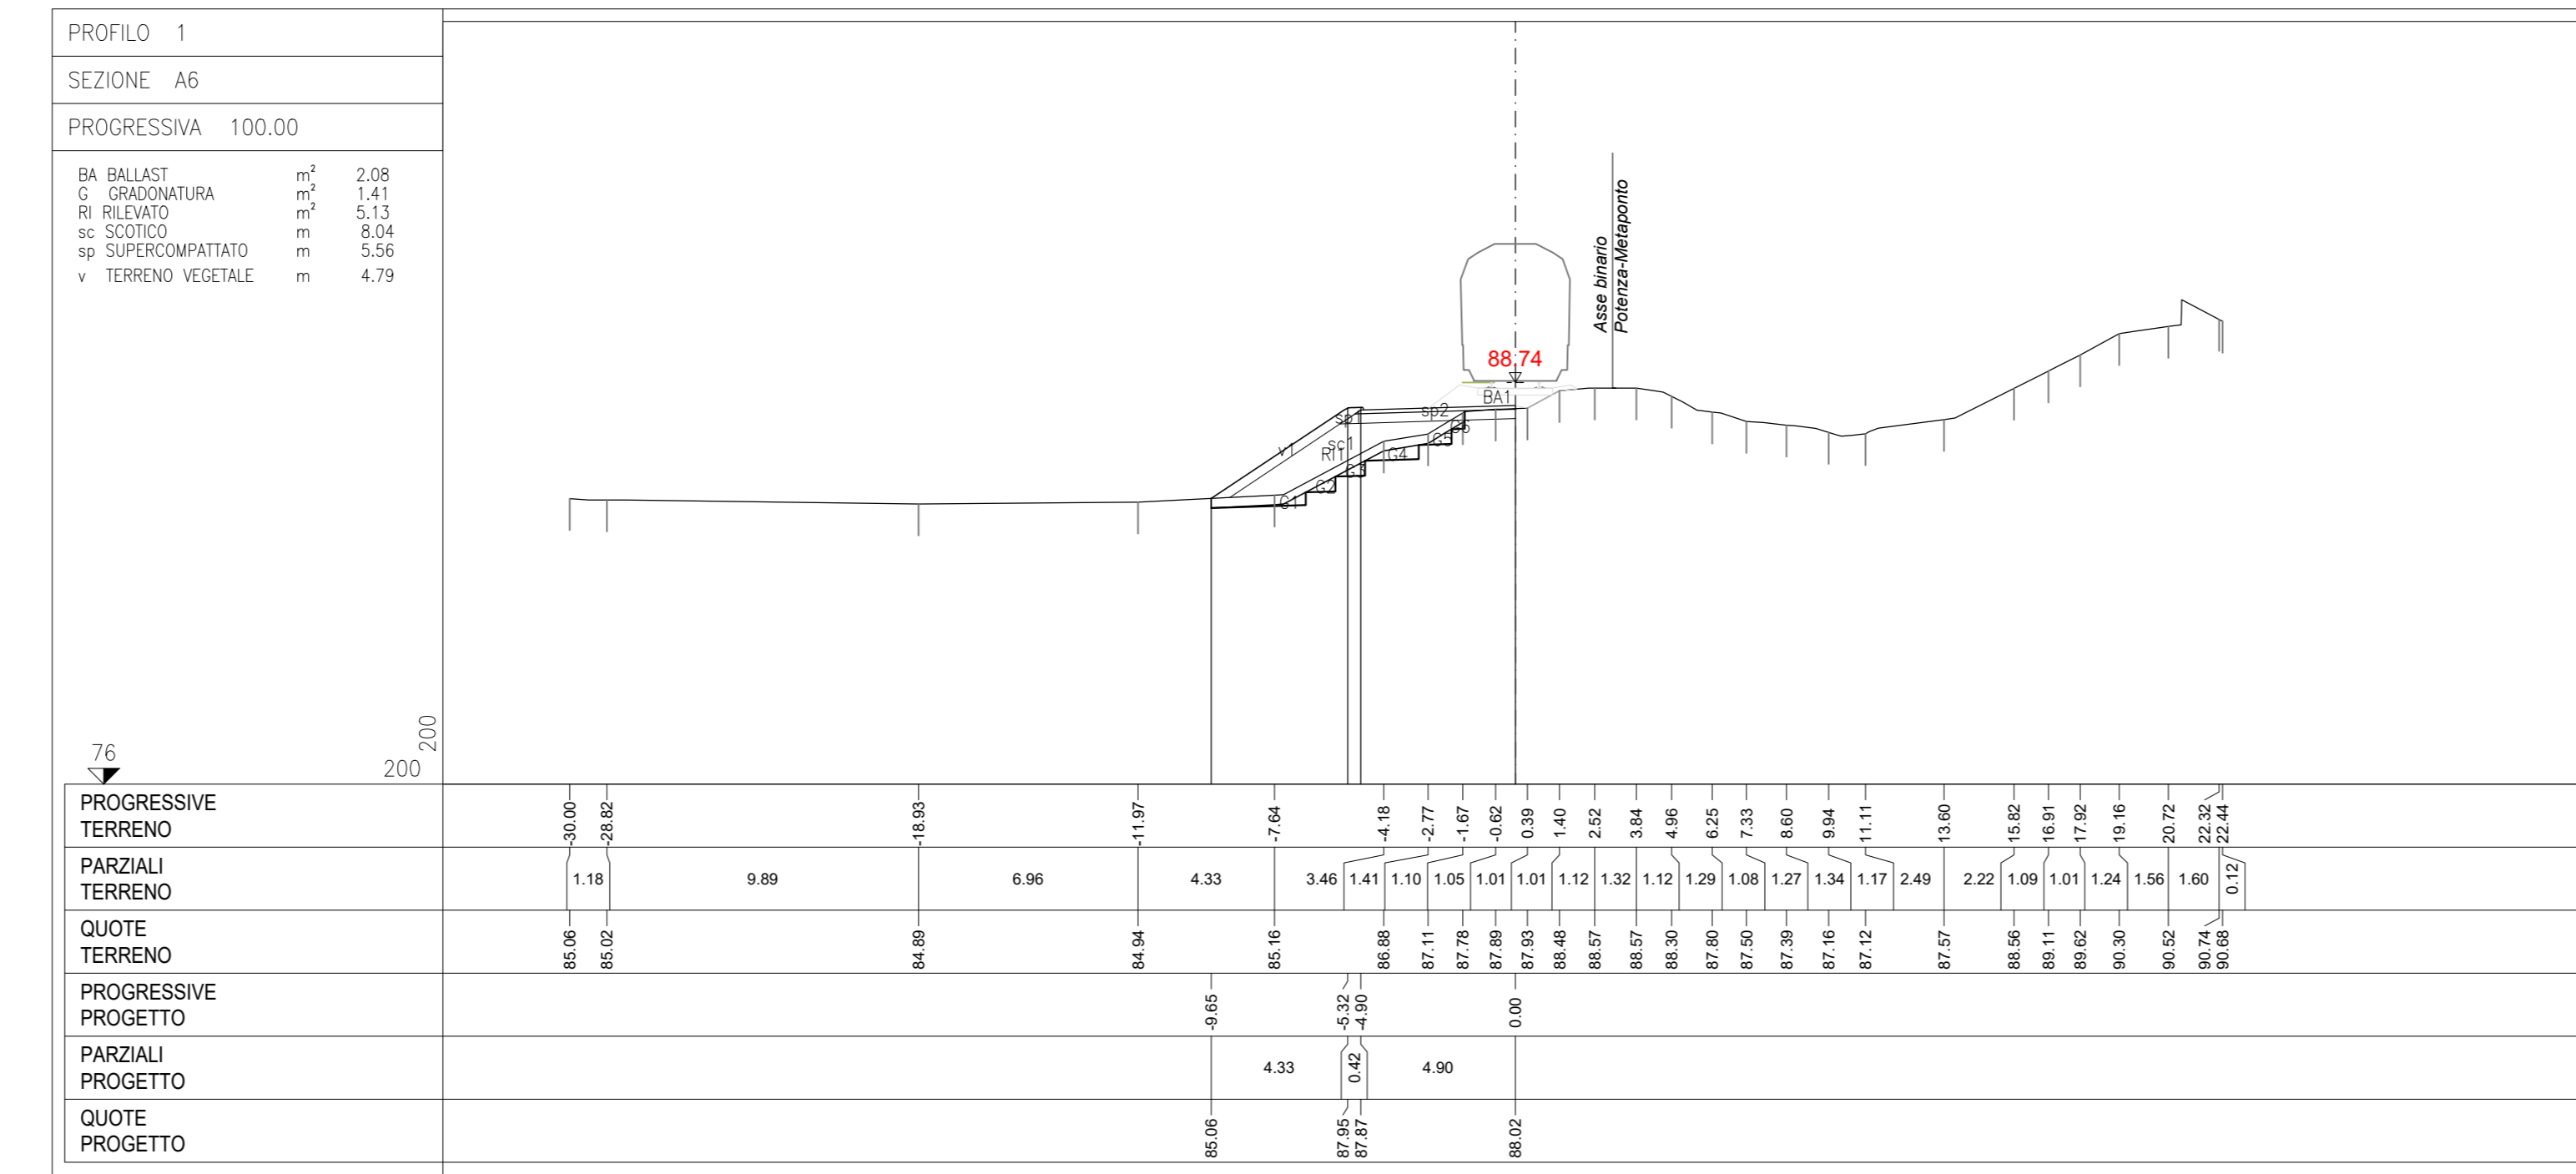 PROFILO 1
SEZIONE A6
PROGRESSIVA 100.00
BA BALLAST m² 2.08
G GRADONATURA m² 1.41
RI RILEVATO m² 5.13
sc SCOTICO m 8.04
sp SUPERCOMPATTATO m 5.56
v TERRENO VEGETALE m 4.79
Asse binario
Potenza-Metaponto
88.74
BA1
sp1
sp2
v1
sc1
RI1
G1
G2
G3
G4
G5
G6
200
76
200
PROGRESSIVE
TERRENO
-30.00 -28.82 -18.93 -11.97 -7.64 -4.18 -2.77 -1.67 -0.62 0.39 1.40 2.52 3.84 4.96 6.25 7.33 8.60 9.94 11.11 13.60 15.82 16.91 17.92 19.16 20.72 22.32 22.44
PARZIALI
TERRENO
1.18 9.89 6.96 4.33 3.46 1.41 1.10 1.05 1.01 1.01 1.12 1.32 1.12 1.29 1.08 1.27 1.34 1.17 2.49 2.22 1.09 1.01 1.24 1.56 1.60 0.12
QUOTE
TERRENO
85.06 85.02 84.89 84.94 85.16 86.88 87.11 87.78 87.89 87.93 88.48 88.57 88.57 88.30 87.80 87.50 87.39 87.16 87.12 87.57 88.56 89.11 89.62 90.30 90.52 90.74 90.68
PROGRESSIVE
PROGETTO
-9.65 -5.32 -4.90 0.00
PARZIALI
PROGETTO
4.33 0.42 4.90
QUOTE
PROGETTO
85.06 87.95 87.87 88.02